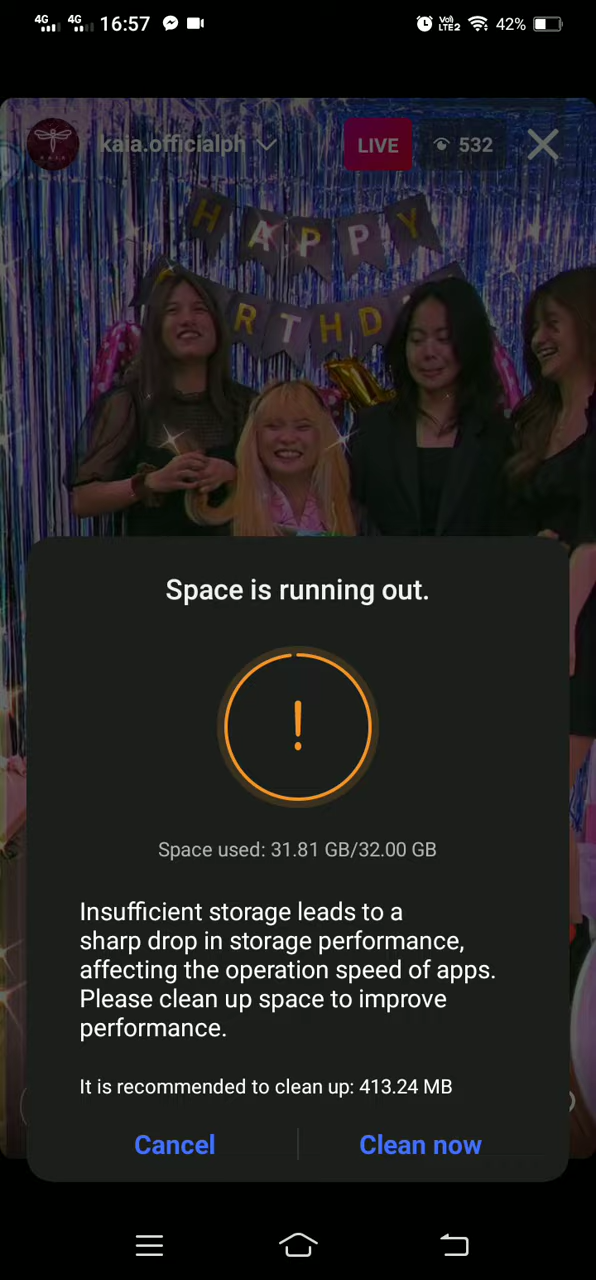 4G 4G 16:57 Vo) LTE2 42%
kaia.officialph LIVE 532
KAIA
HAPPY
RTHD
Space is running out.
!
Space used: 31.81 GB/32.00 GB
Insufficient storage leads to a
sharp drop in storage performance,
affecting the operation speed of apps.
Please clean up space to improve
performance.
It is recommended to clean up: 413.24 MB
Cancel Clean now